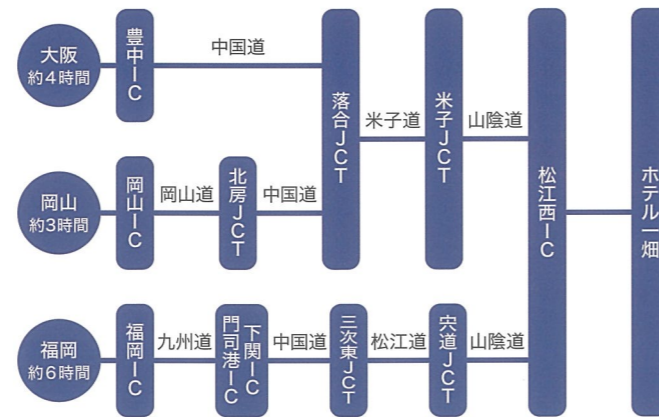 大阪
約4時間
豊中IC
中国道
落合JCT
米子道
米子JCT
山陰道
松江西IC
ホテル一畑
岡山
約3時間
岡山IC
岡山道
北房JCT
中国道
福岡
約6時間
福岡IC
九州道
下関IC
門司港IC
中国道
三次東JCT
松江道
宍道JCT
山陰道